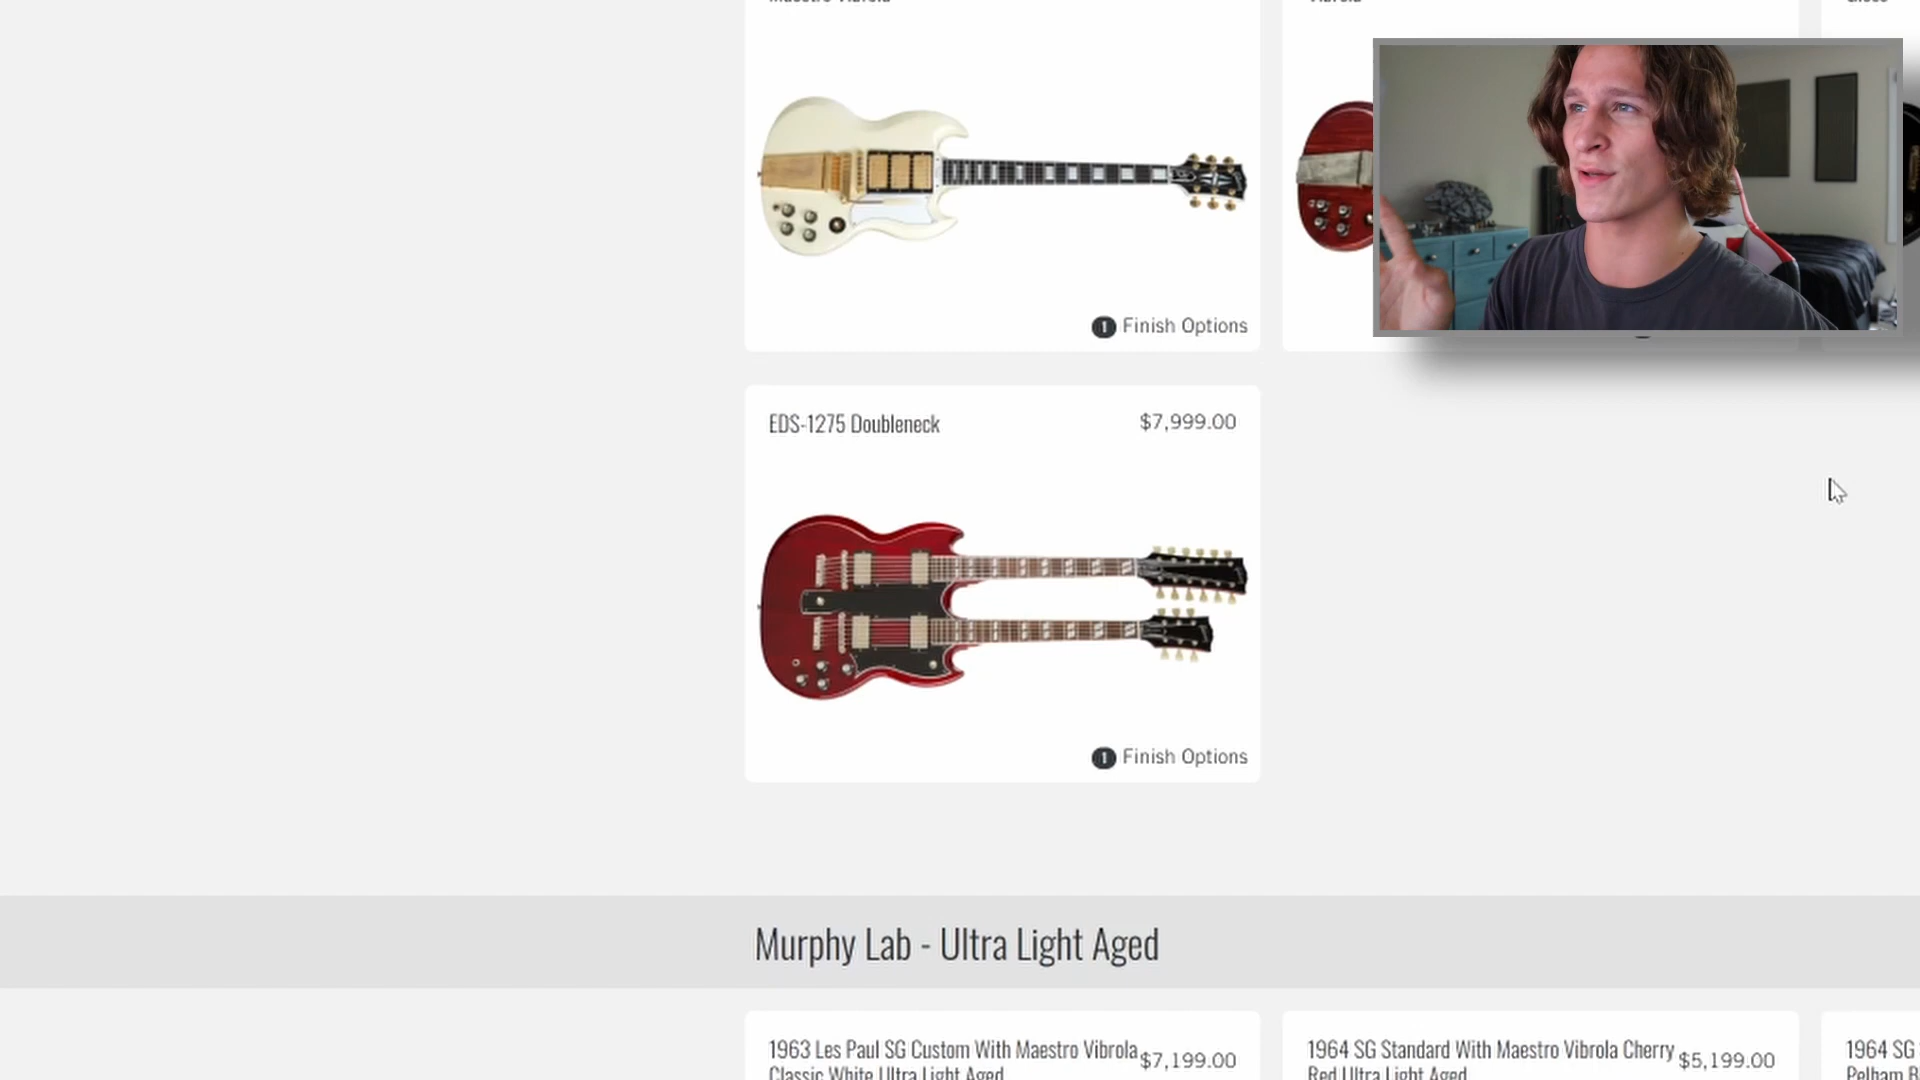 Finish Options
1
EDS-1275 Doubleneck
$7,999.00
1 Finish Options
Murphy Lab - Ultra Light Aged
1963 Les Paul SG Custom With Maestro Vibrola
Classic White Ultra Light Aged
$7,199.00
1964 SG Standard With Maestro Vibrola Cherry
Red Ultra Light Aged
$5,199.00
1964 SG